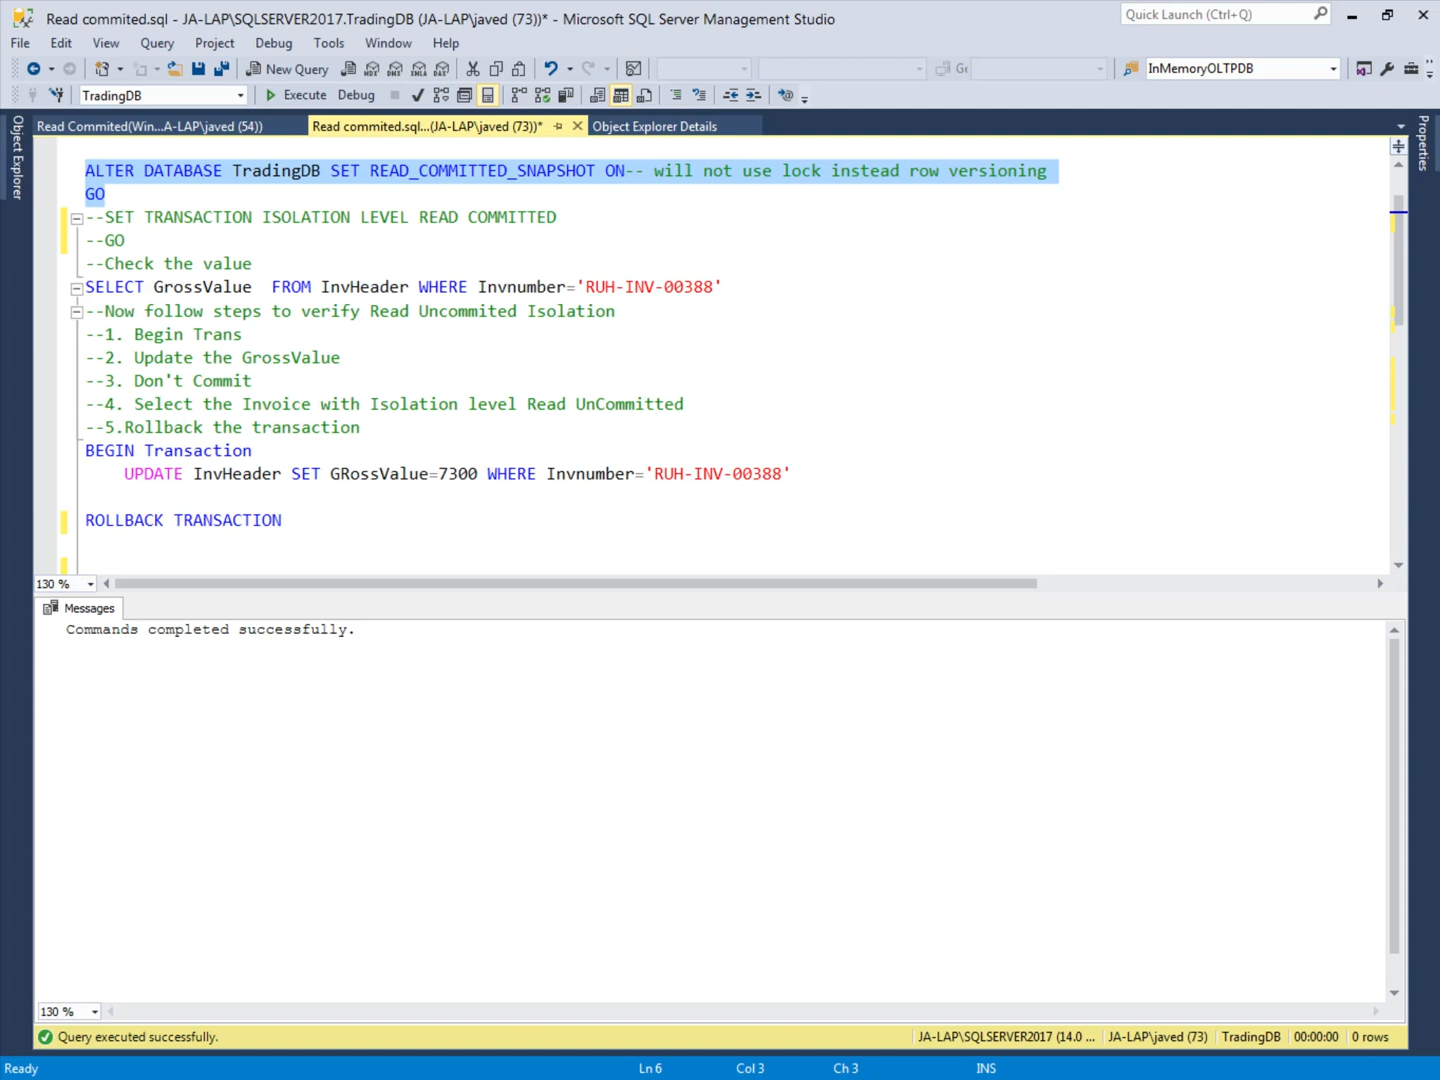 Read commited.sql - JA-LAP\SQLSERVER2017.TradingDB (JA-LAP\javed (73))* - Microsoft SQL Server Management Studio
Quick Launch (Ctrl+Q)
File Edit View Query Project Debug Tools Window Help
New Query
InMemoryOLTPDB
TradingDB
Execute Debug
Read Commited(Win...A-LAP\javed (54))
Read commited.sql...(JA-LAP\javed (73))*
Object Explorer Details
Object Explorer
Properties
ALTER DATABASE TradingDB SET READ_COMMITTED_SNAPSHOT ON-- will not use lock instead row versioning
GO
--SET TRANSACTION ISOLATION LEVEL READ COMMITTED
--GO
--Check the value
SELECT GrossValue  FROM InvHeader WHERE Invnumber='RUH-INV-00388'
--Now follow steps to verify Read Uncommited Isolation
--1. Begin Trans
--2. Update the GrossValue
--3. Don't Commit
--4. Select the Invoice with Isolation level Read UnCommitted
--5.Rollback the transaction
BEGIN Transaction
UPDATE InvHeader SET GRossValue=7300 WHERE Invnumber='RUH-INV-00388'
ROLLBACK TRANSACTION
130 %
Messages
Commands completed successfully.
130 %
Query executed successfully.
JA-LAP\SQLSERVER2017 (14.0 ... JA-LAP\javed (73) TradingDB 00:00:00 0 rows
Ready
Ln 6 Col 3 Ch 3 INS